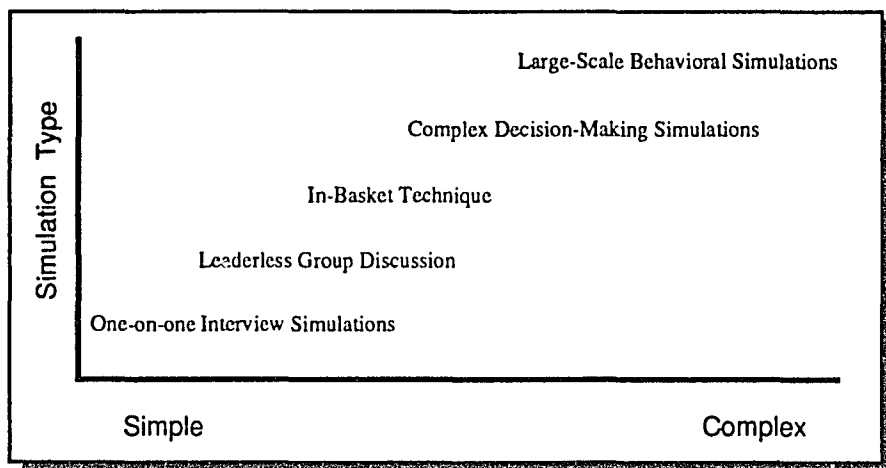 Large-Scale Behavioral Simulations
Complex Decision-Making Simulations
In-Basket Technique
Leaderless Group Discussion
One-on-one Interview Simulations
Simulation Type
Simple Complex